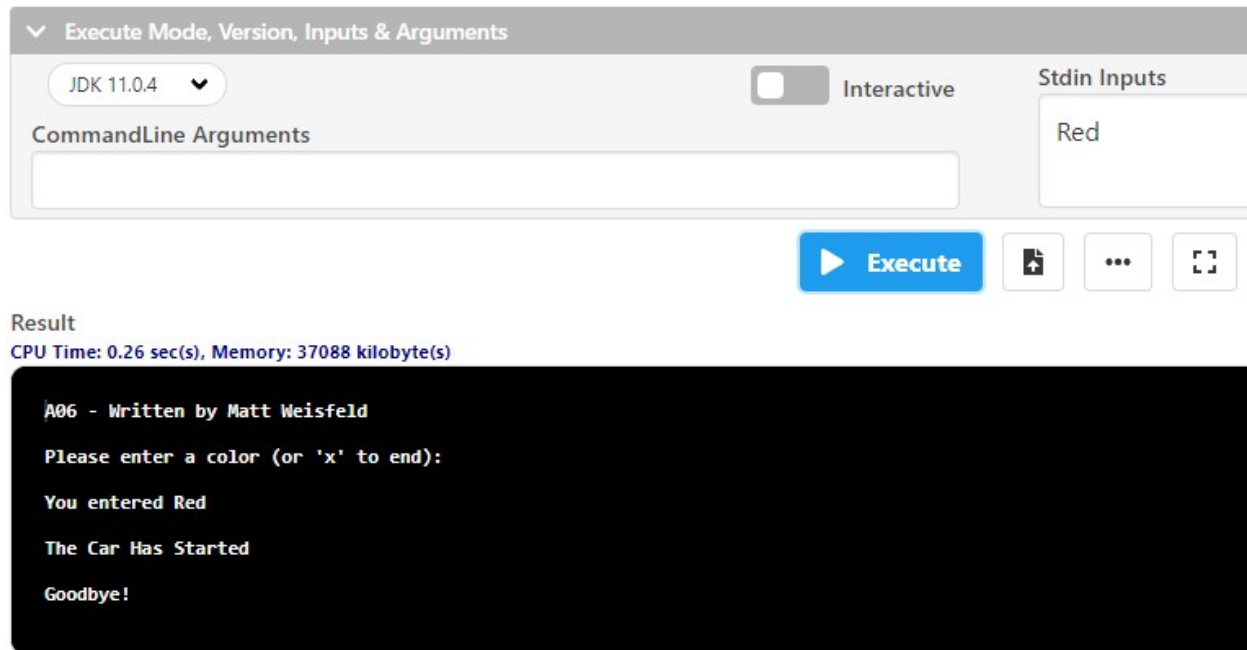 Execute Mode, Version, Inputs & Arguments
JDK 11.0.4
Interactive
Stdin Inputs
Red
CommandLine Arguments
Execute
Result
CPU Time: 0.26 sec(s), Memory: 37088 kilobyte(s)
A06 - Written by Matt Weisfeld
Please enter a color (or 'x' to end):
You entered Red
The Car Has Started
Goodbye!